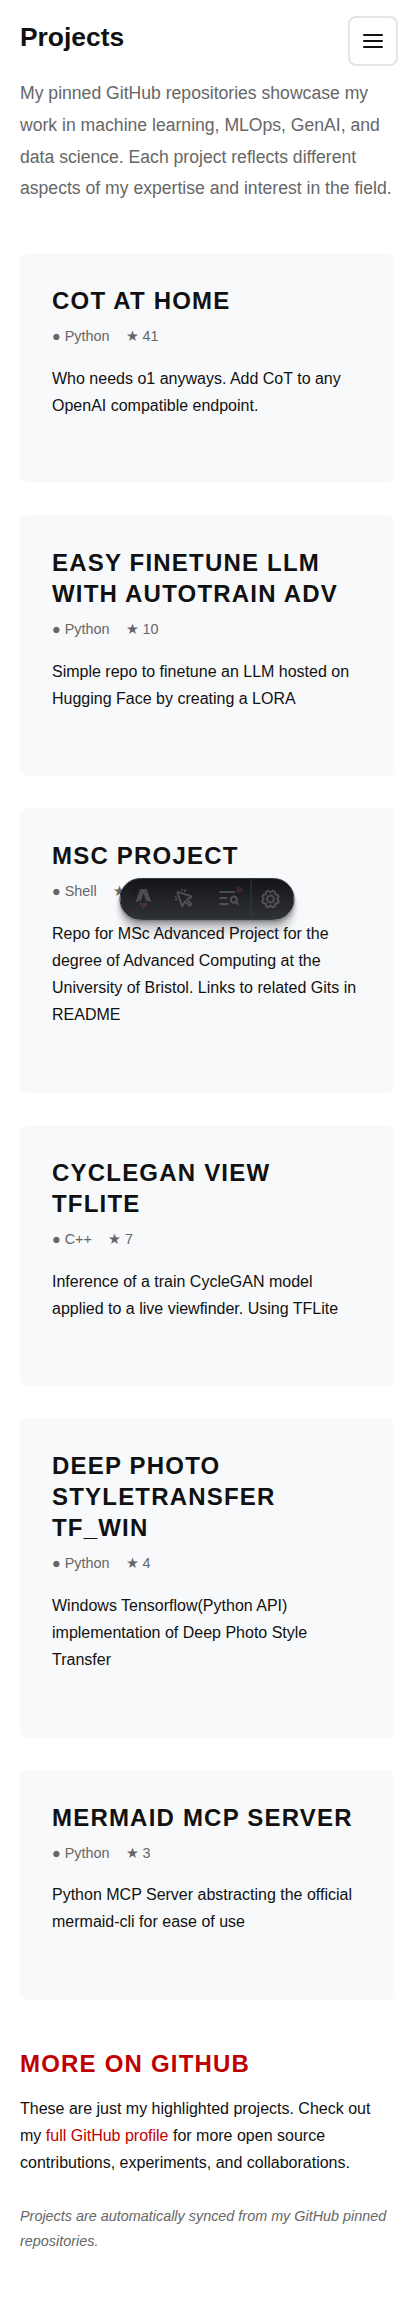 Projects
My pinned GitHub repositories showcase my
work in machine learning, MLOps, GenAI, and
data science. Each project reflects different
aspects of my expertise and interest in the field.
COT AT HOME
● Python ★ 41
Who needs o1 anyways. Add CoT to any
OpenAI compatible endpoint.
EASY FINETUNE LLM
WITH AUTOTRAIN ADV
● Python ★ 10
Simple repo to finetune an LLM hosted on
Hugging Face by creating a LORA
MSC PROJECT
● Shell ★
Repo for MSc Advanced Project for the
degree of Advanced Computing at the
University of Bristol. Links to related Gits in
README
CYCLEGAN VIEW
TFLITE
● C++ ★ 7
Inference of a train CycleGAN model
applied to a live viewfinder. Using TFLite
DEEP PHOTO
STYLETRANSFER
TF_WIN
● Python ★ 4
Windows Tensorflow(Python API)
implementation of Deep Photo Style
Transfer
MERMAID MCP SERVER
● Python ★ 3
Python MCP Server abstracting the official
mermaid-cli for ease of use
MORE ON GITHUB
These are just my highlighted projects. Check out
my full GitHub profile for more open source
contributions, experiments, and collaborations.
Projects are automatically synced from my GitHub pinned
repositories.